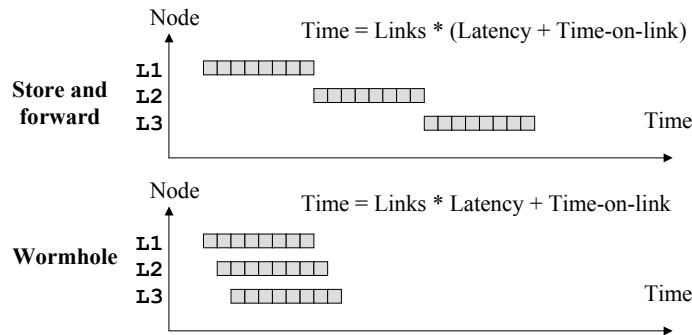 Node
Time = Links * (Latency + Time-on-link)
L1
Store and
forward
L2
L3
Time
Node
Time = Links * Latency + Time-on-link
L1
Wormhole
L2
L3
Time